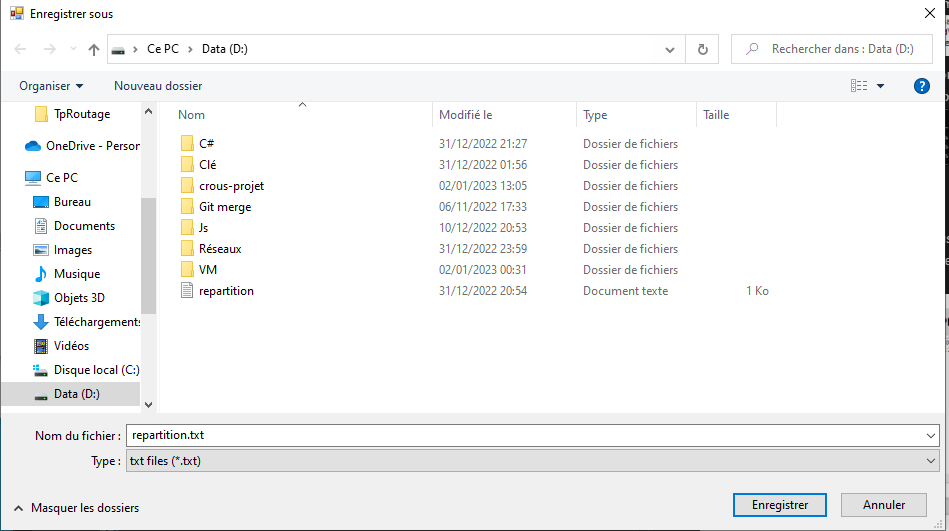 Enregistrer sous
Ce PC > Data (D:)
Rechercher dans : Data (D:)
Organiser
Nouveau dossier
TpRoutage
OneDrive - Person
Ce PC
Bureau
Documents
Images
Musique
Objets 3D
Téléchargements
Vidéos
Disque local (C:)
Data (D:)
Nom Modifié le Type Taille
C# 31/12/2022 21:27 Dossier de fichiers
Clé 31/12/2022 01:56 Dossier de fichiers
crous-projet 02/01/2023 13:05 Dossier de fichiers
Git merge 06/11/2022 17:33 Dossier de fichiers
Js 10/12/2022 20:53 Dossier de fichiers
Réseaux 31/12/2022 23:59 Dossier de fichiers
VM 02/01/2023 00:31 Dossier de fichiers
repartition 31/12/2022 20:54 Document texte 1 Ko
Nom du fichier : repartition.txt
Type : txt files (*.txt)
Masquer les dossiers
Enregistrer
Annuler